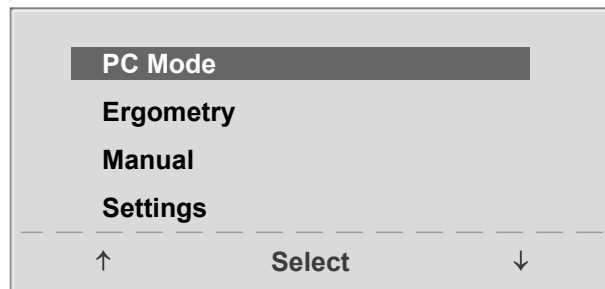 PC Mode
Ergometry
Manual
Settings
↑ Select ↓